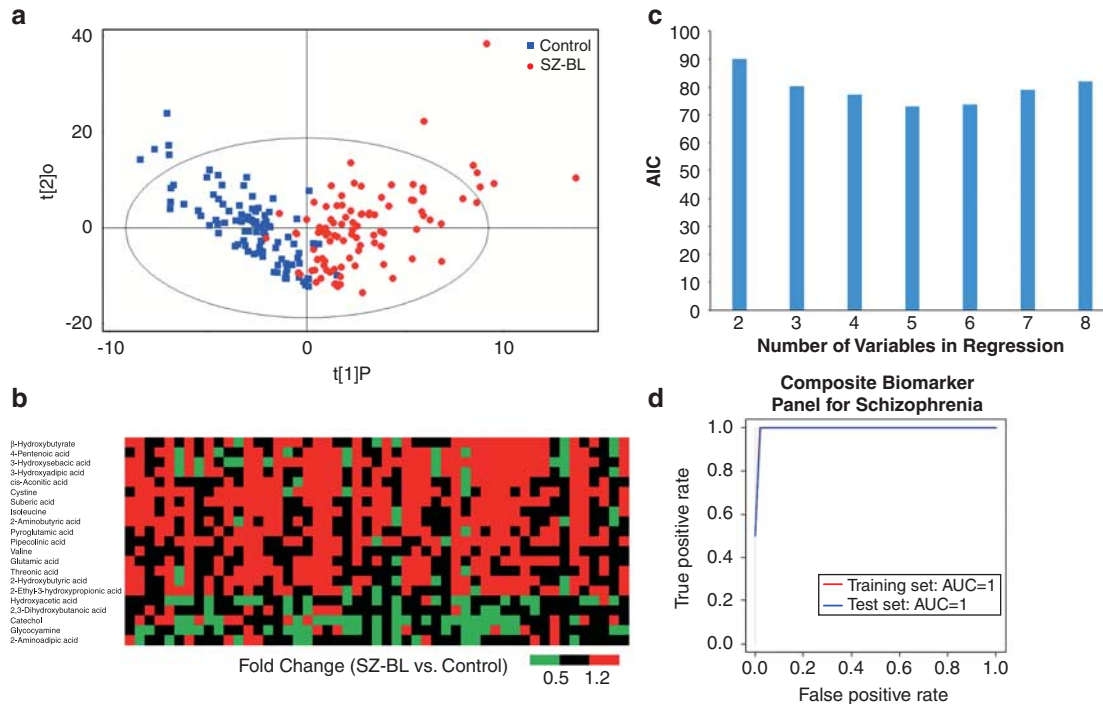 a
40
20
0
-20
t[2]o
-10
0
10
t[1]P
Control
SZ-BL
b
β-Hydroxybutyrate
4-Pentenoic acid
3-Hydroxysebacic acid
3-Hydroxyadipic acid
cis-Aconitic acid
Cystine
Suberic acid
Isoleucine
2-Aminobutyric acid
Pyroglutamic acid
Pipecolinic acid
Valine
Glutamic acid
Threonic acid
2-Hydroxybutyric acid
2-Ethyl-3-hydroxypropionic acid
Hydroxyacetic acid
2,3-Dihydroxybutanoic acid
Catechol
Glycocyamine
2-Aminoadipic acid
Fold Change (SZ-BL vs. Control)
0.5 1.2
c
100
90
80
70
60
50
40
30
20
10
0
AIC
2 3 4 5 6 7 8
Number of Variables in Regression
d
Composite Biomarker
Panel for Schizophrenia
1.0
0.8
0.6
0.4
0.2
0.0
True positive rate
Training set: AUC=1
Test set: AUC=1
0.0 0.2 0.4 0.6 0.8 1.0
False positive rate